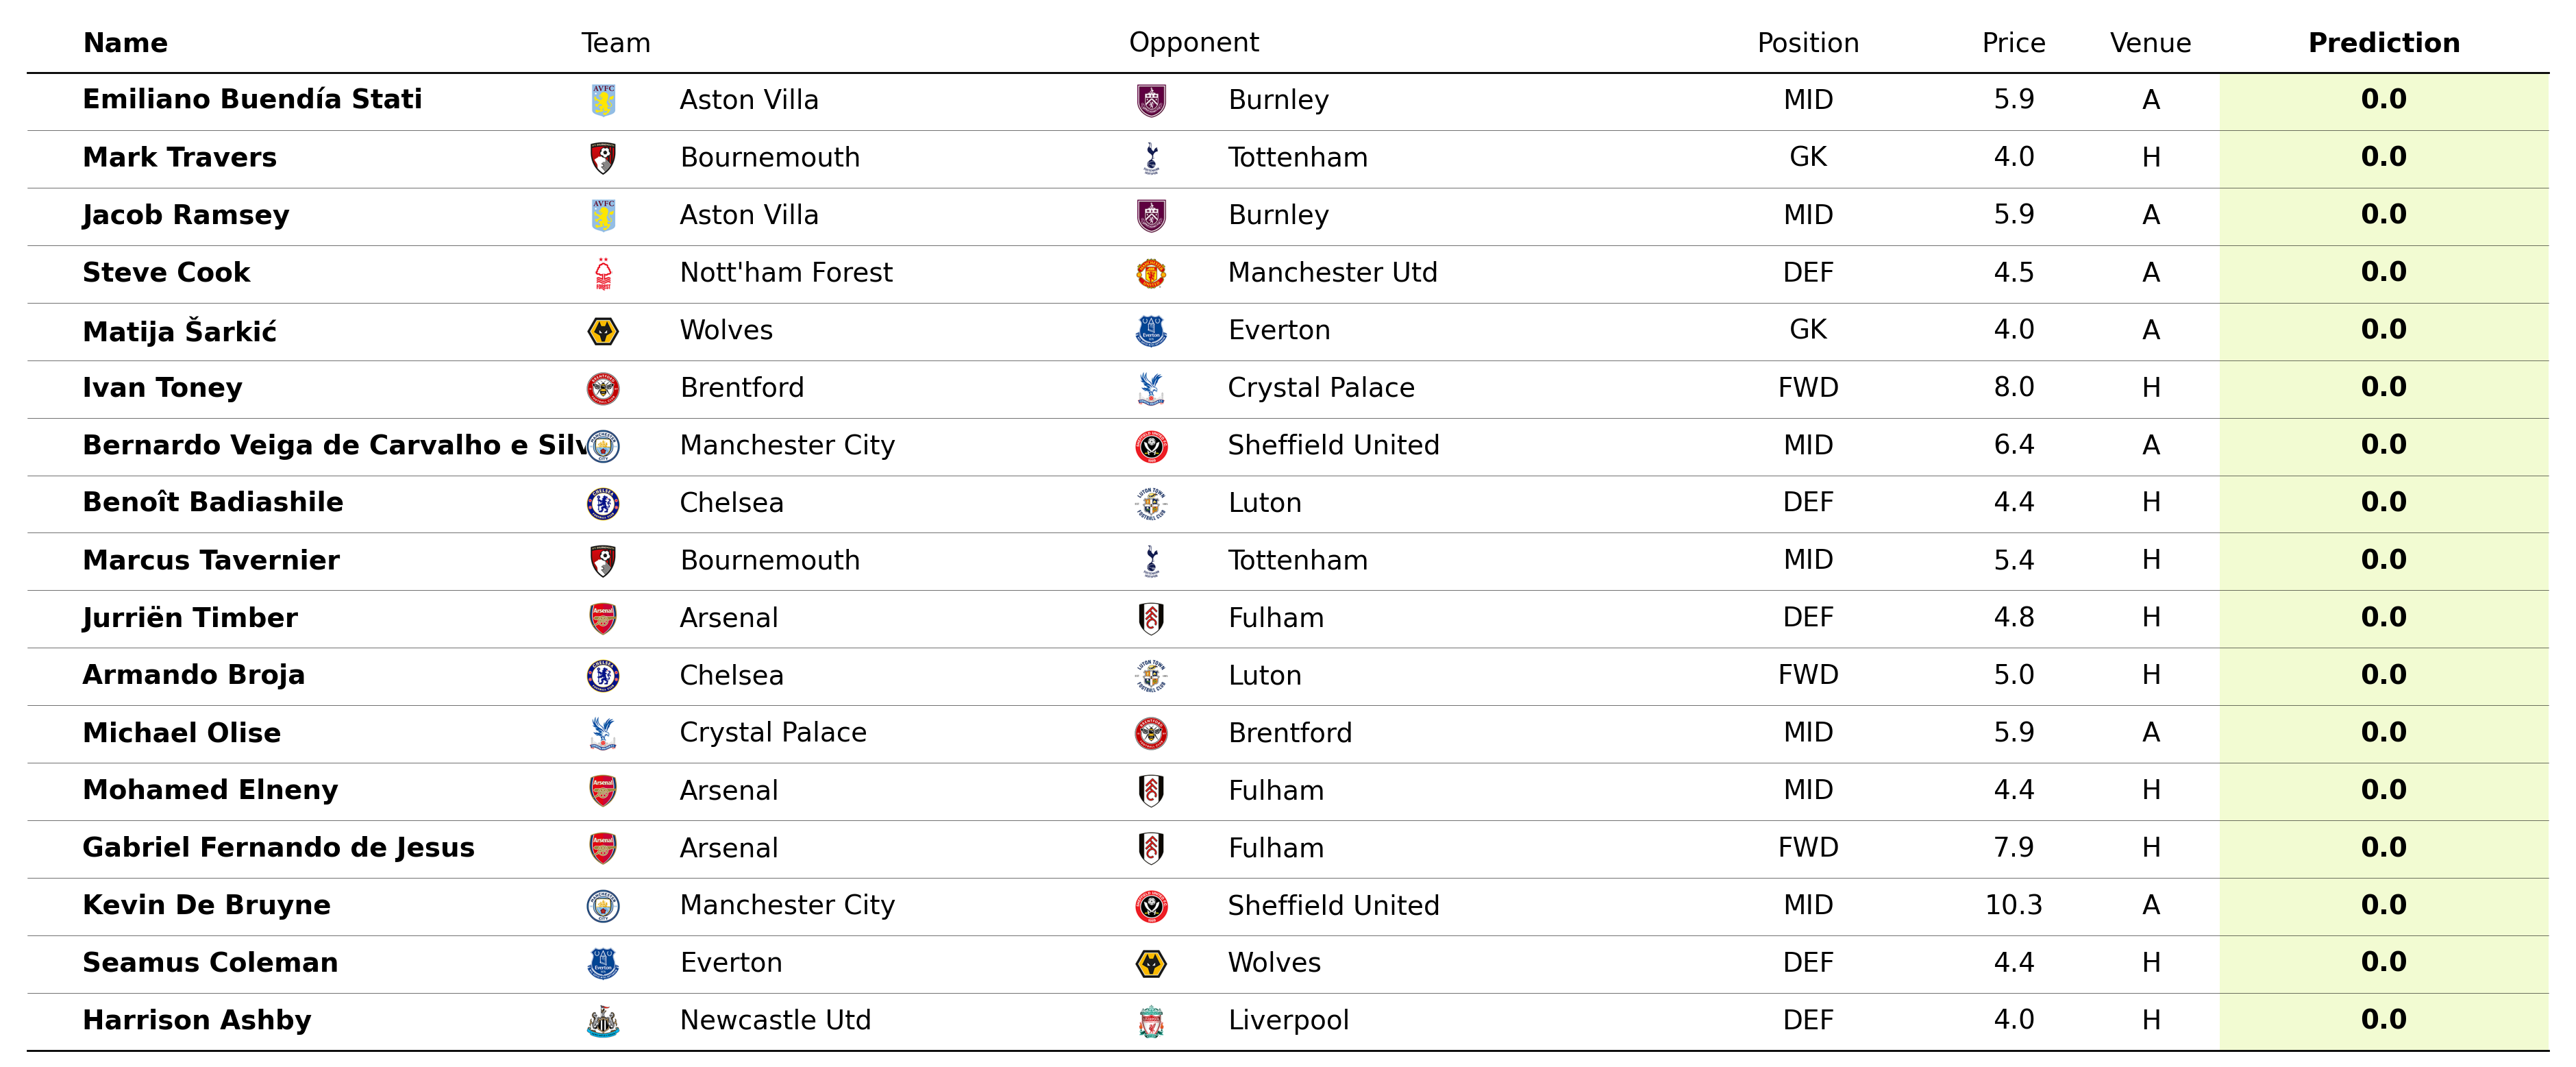 Name Team Opponent Position Price Venue Prediction
Emiliano Buendía Stati Aston Villa Burnley MID 5.9 A 0.0
Mark Travers Bournemouth Tottenham GK 4.0 H 0.0
Jacob Ramsey Aston Villa Burnley MID 5.9 A 0.0
Steve Cook Nott'ham Forest Manchester Utd DEF 4.5 A 0.0
Matija Šarkić Wolves Everton GK 4.0 A 0.0
Ivan Toney Brentford Crystal Palace FWD 8.0 H 0.0
Bernardo Veiga de Carvalho e Silv Manchester City Sheffield United MID 6.4 A 0.0
Benoît Badiashile Chelsea Luton DEF 4.4 H 0.0
Marcus Tavernier Bournemouth Tottenham MID 5.4 H 0.0
Jurriën Timber Arsenal Fulham DEF 4.8 H 0.0
Armando Broja Chelsea Luton FWD 5.0 H 0.0
Michael Olise Crystal Palace Brentford MID 5.9 A 0.0
Mohamed Elneny Arsenal Fulham MID 4.4 H 0.0
Gabriel Fernando de Jesus Arsenal Fulham FWD 7.9 H 0.0
Kevin De Bruyne Manchester City Sheffield United MID 10.3 A 0.0
Seamus Coleman Everton Wolves DEF 4.4 H 0.0
Harrison Ashby Newcastle Utd Liverpool DEF 4.0 H 0.0